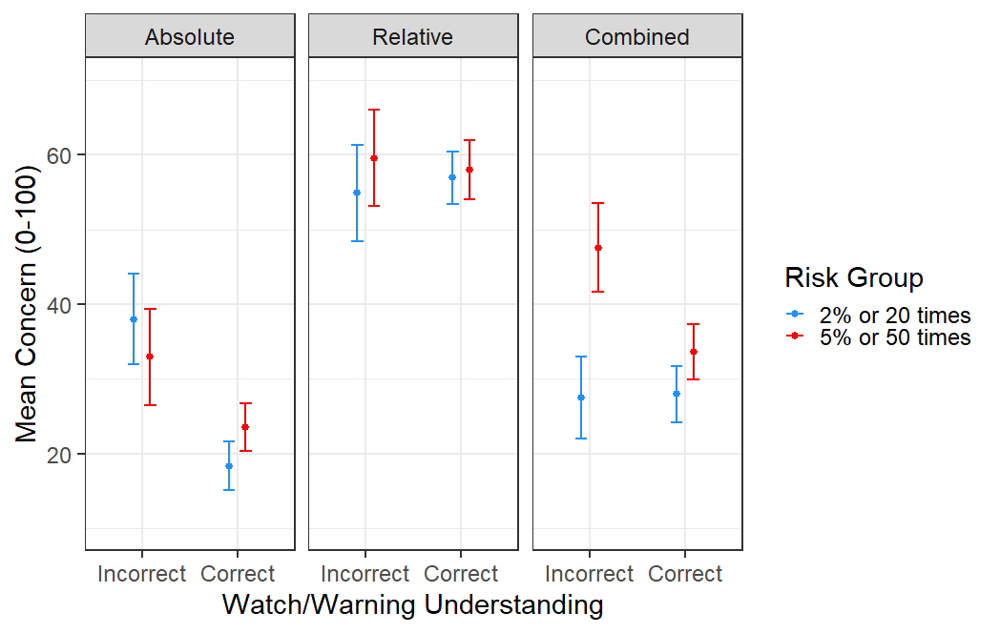 Absolute Relative Combined
Mean Concern (0-100)
60
40
20
Incorrect Correct Incorrect Correct Incorrect Correct
Watch/Warning Understanding
Risk Group
2% or 20 times
5% or 50 times